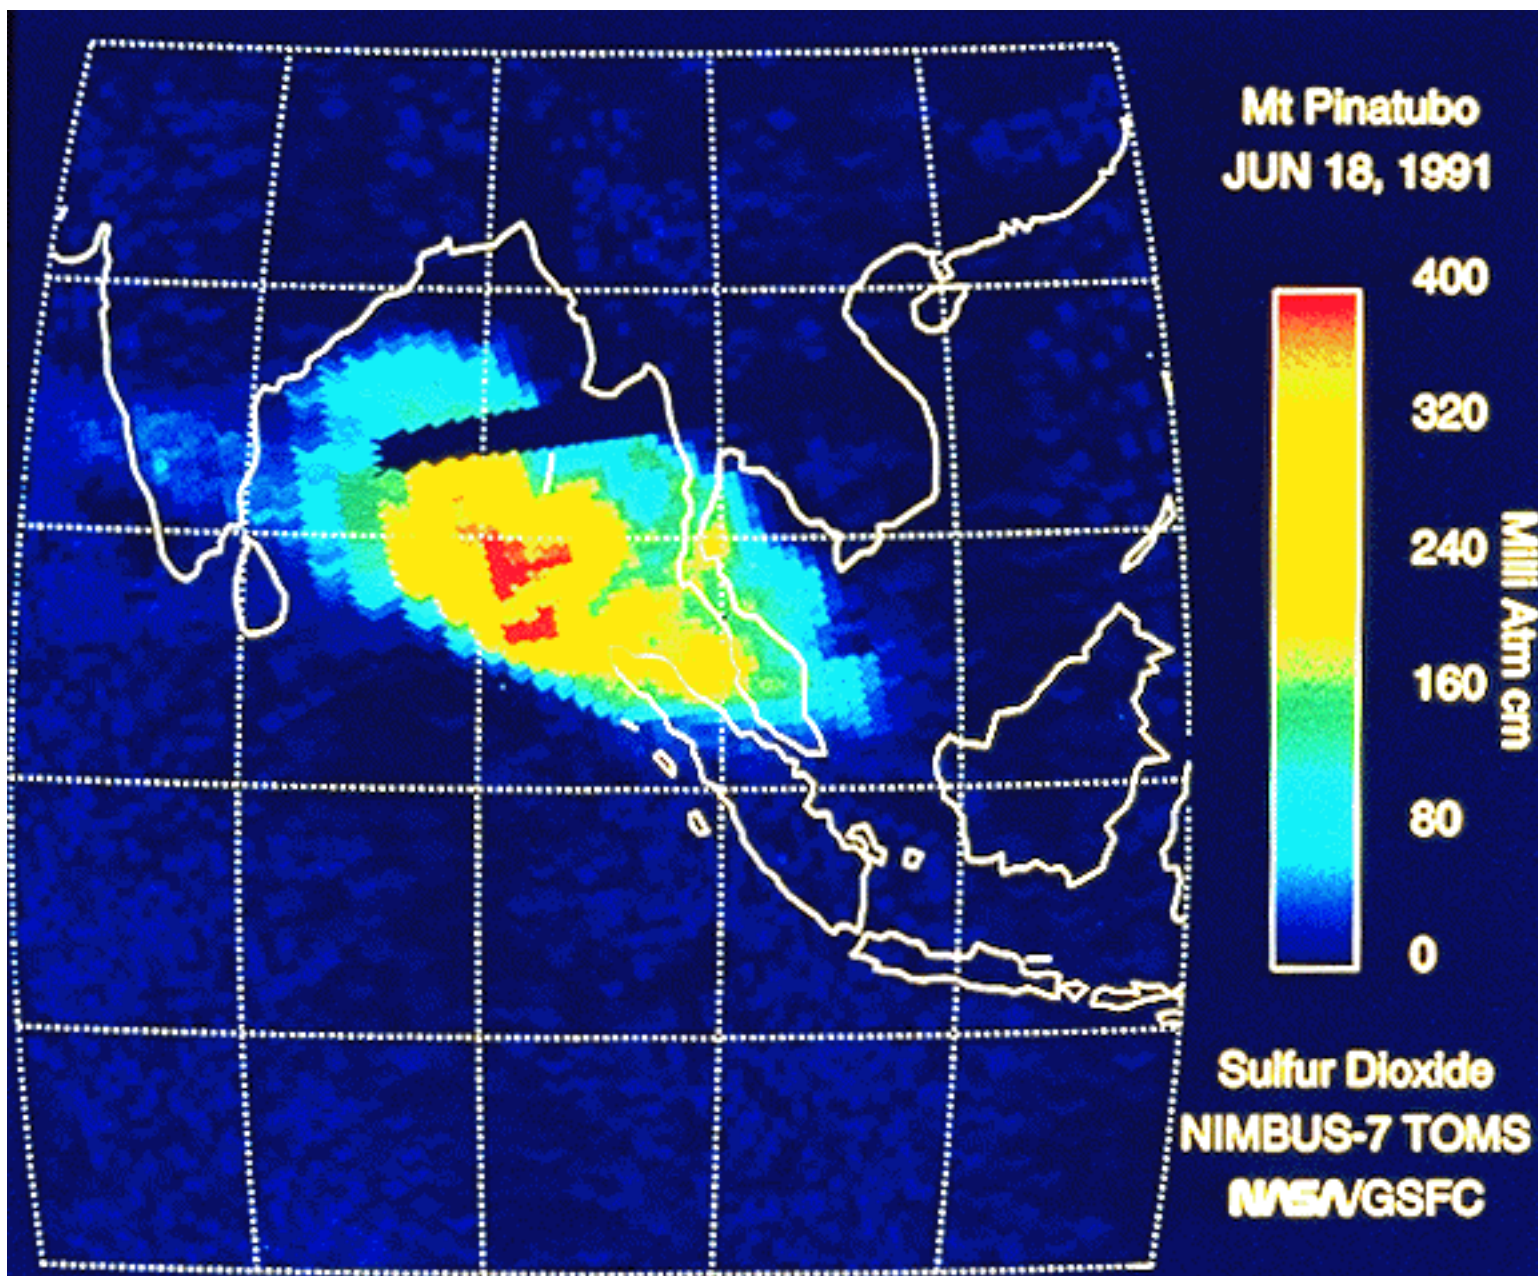 Mt Pinatubo
JUN 18, 1991
400
320
240
160
80
0
Milli Atm cm
Sulfur Dioxide
NIMBUS-7 TOMS
NASA/GSFC